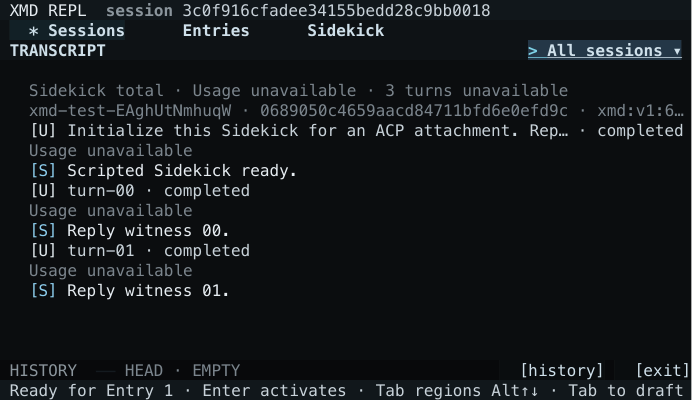 XMD REPL session 3c0f916cfadee34155bedd28c9bb0018
* Sessions Entries Sidekick
TRANSCRIPT > All sessions ▾
Sidekick total · Usage unavailable · 3 turns unavailable
xmd-test-EAghUtNmhuqW · 0689050c4659aacd84711bfd6e0efd9c · xmd:v1:6…
[U] Initialize this Sidekick for an ACP attachment. Rep… · completed
Usage unavailable
[S] Scripted Sidekick ready.
[U] turn-00 · completed
Usage unavailable
[S] Reply witness 00.
[U] turn-01 · completed
Usage unavailable
[S] Reply witness 01.
HISTORY —— HEAD · EMPTY [history] [exit]
Ready for Entry 1 · Enter activates · Tab regions Alt↑↓ · Tab to draft